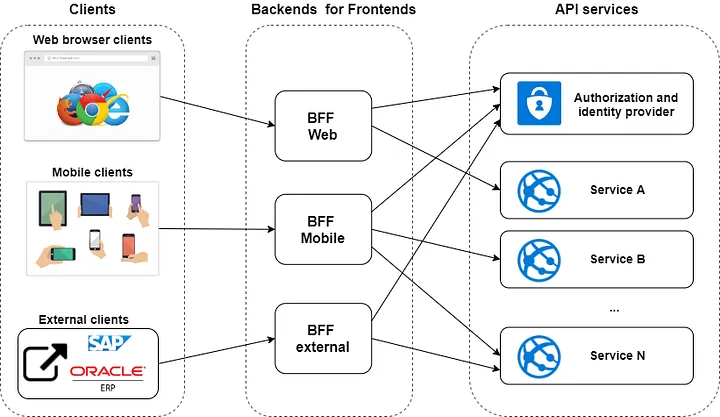 Clients
Backends for Frontends
API services
Web browser clients
Mobile clients
External clients
SAP
ORACLE
ERP
BFF
Web
BFF
Mobile
BFF
external
Authorization and
identity provider
Service A
Service B
...
Service N